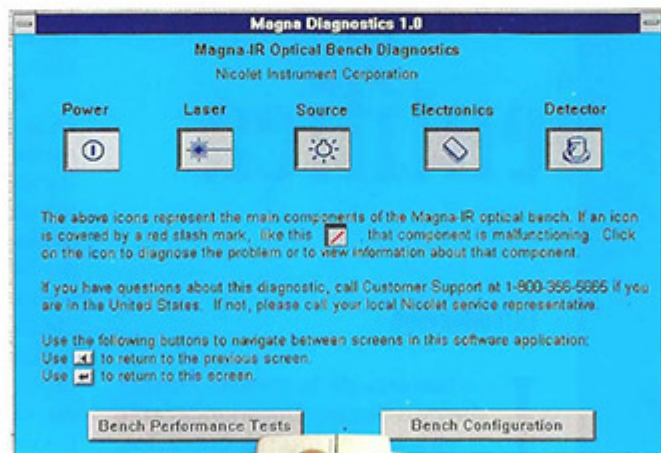 Magna Diagnostics 1.0
Magna-IR Optical Bench Diagnostics
Nicolet Instrument Corporation
Power Laser Source Electronics Detector
The above icons represent the main components of the Magna-IR optical bench. If an icon
is covered by a red slash mark, like this , that component is malfunctioning. Click
on the icon to diagnose the problem or to view information about that component.
If you have questions about this diagnostic, call Customer Support at 1-800-356-5665 if you
are in the United States. If not, please call your local Nicolet service representative.
Use the following buttons to navigate between screens in this software application:
Use to return to the previous screen.
Use to return to this screen.
Bench Performance Tests Bench Configuration